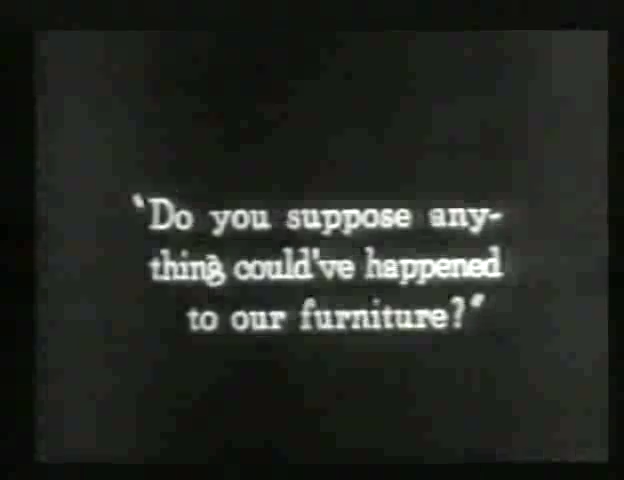 "Do you suppose any-
thing could've happened
to our furniture?"